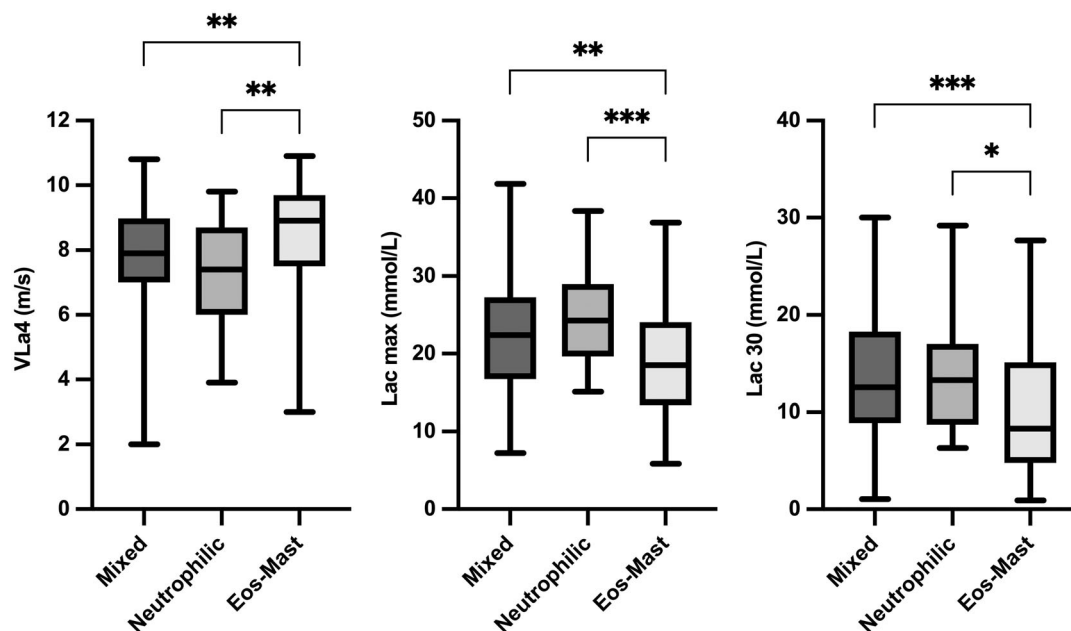 **
**
VLa4 (m/s)
12
10
8
6
4
2
0
Mixed
Neutrophilic
Eos-Mast
**
***
Lac max (mmol/L)
50
40
30
20
10
0
Mixed
Neutrophilic
Eos-Mast
***
*
Lac 30 (mmol/L)
40
30
20
10
0
Mixed
Neutrophilic
Eos-Mast